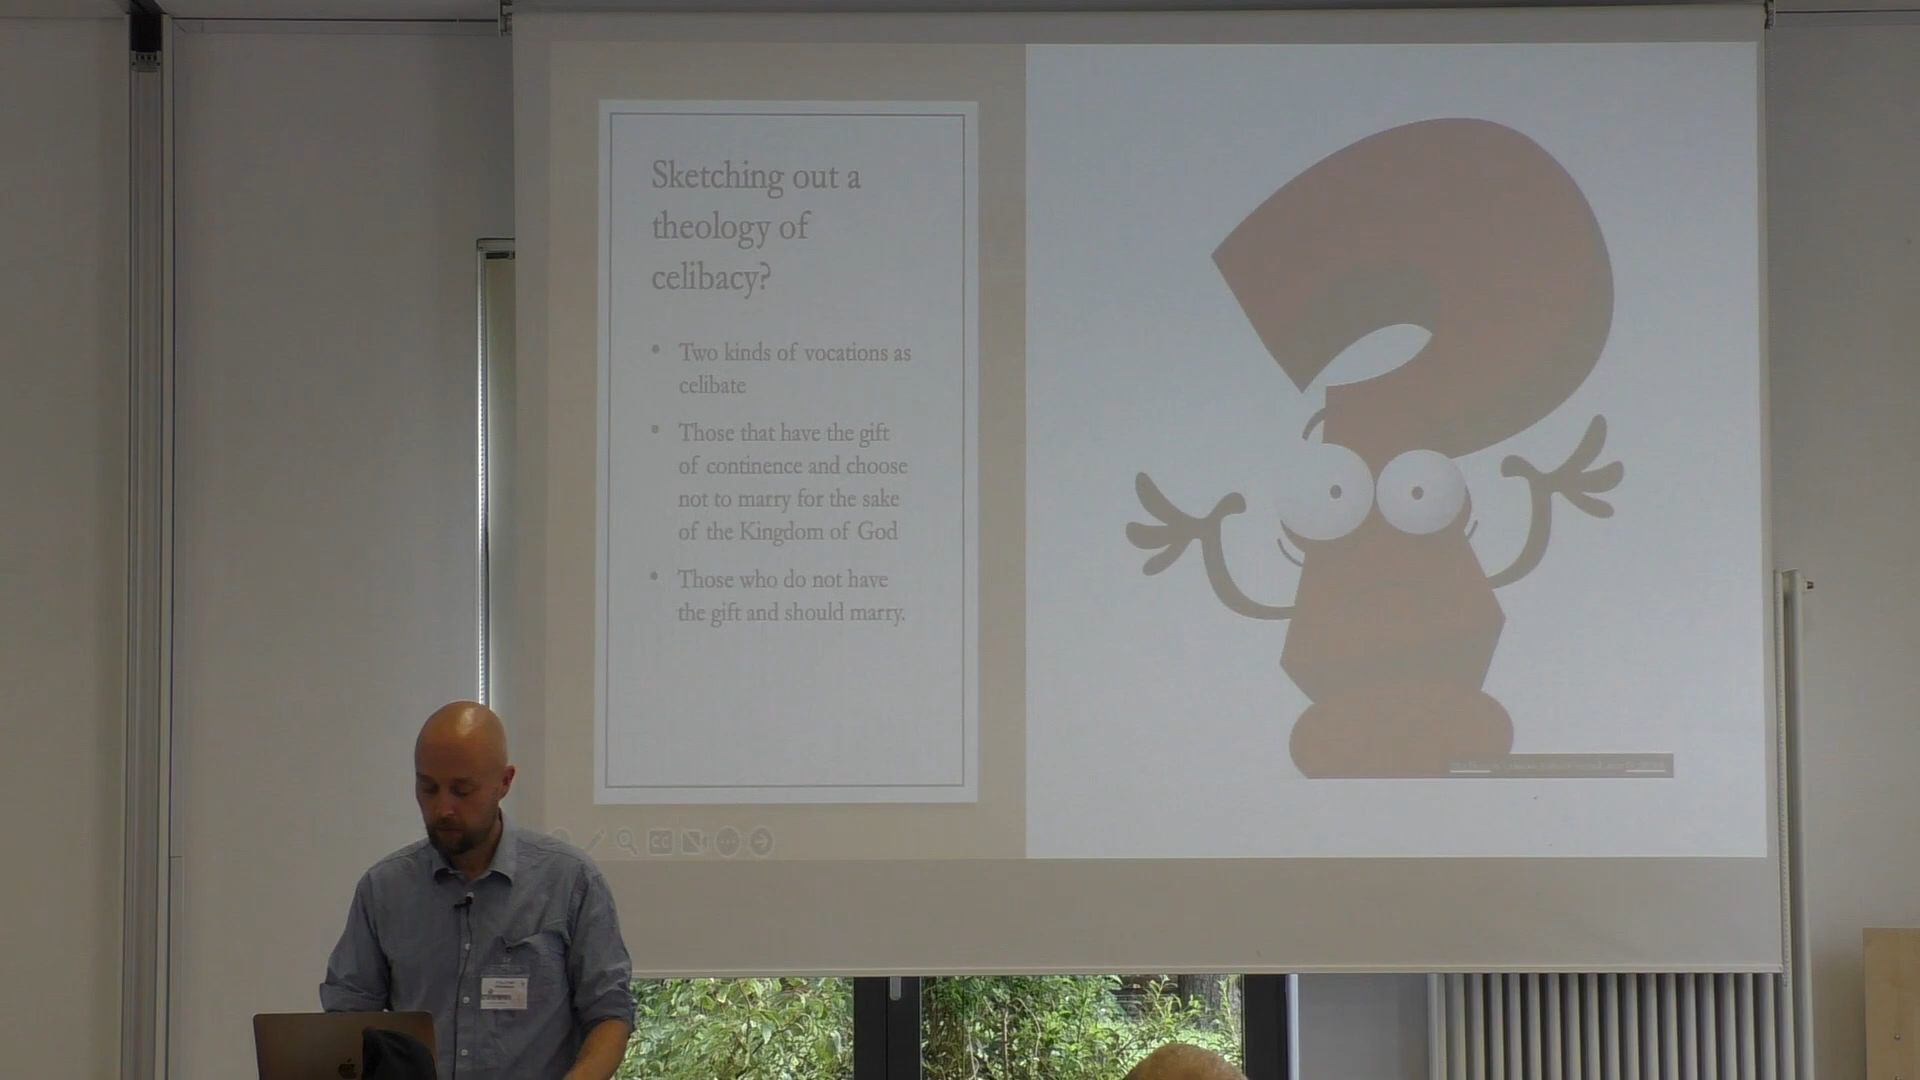 Sketching out a
theology of
celibacy?
• Two kinds of vocations as
celibate
• Those that have the gift
of continence and choose
not to marry for the sake
of the Kingdom of God
• Those who do not have
the gift and should marry.
CC